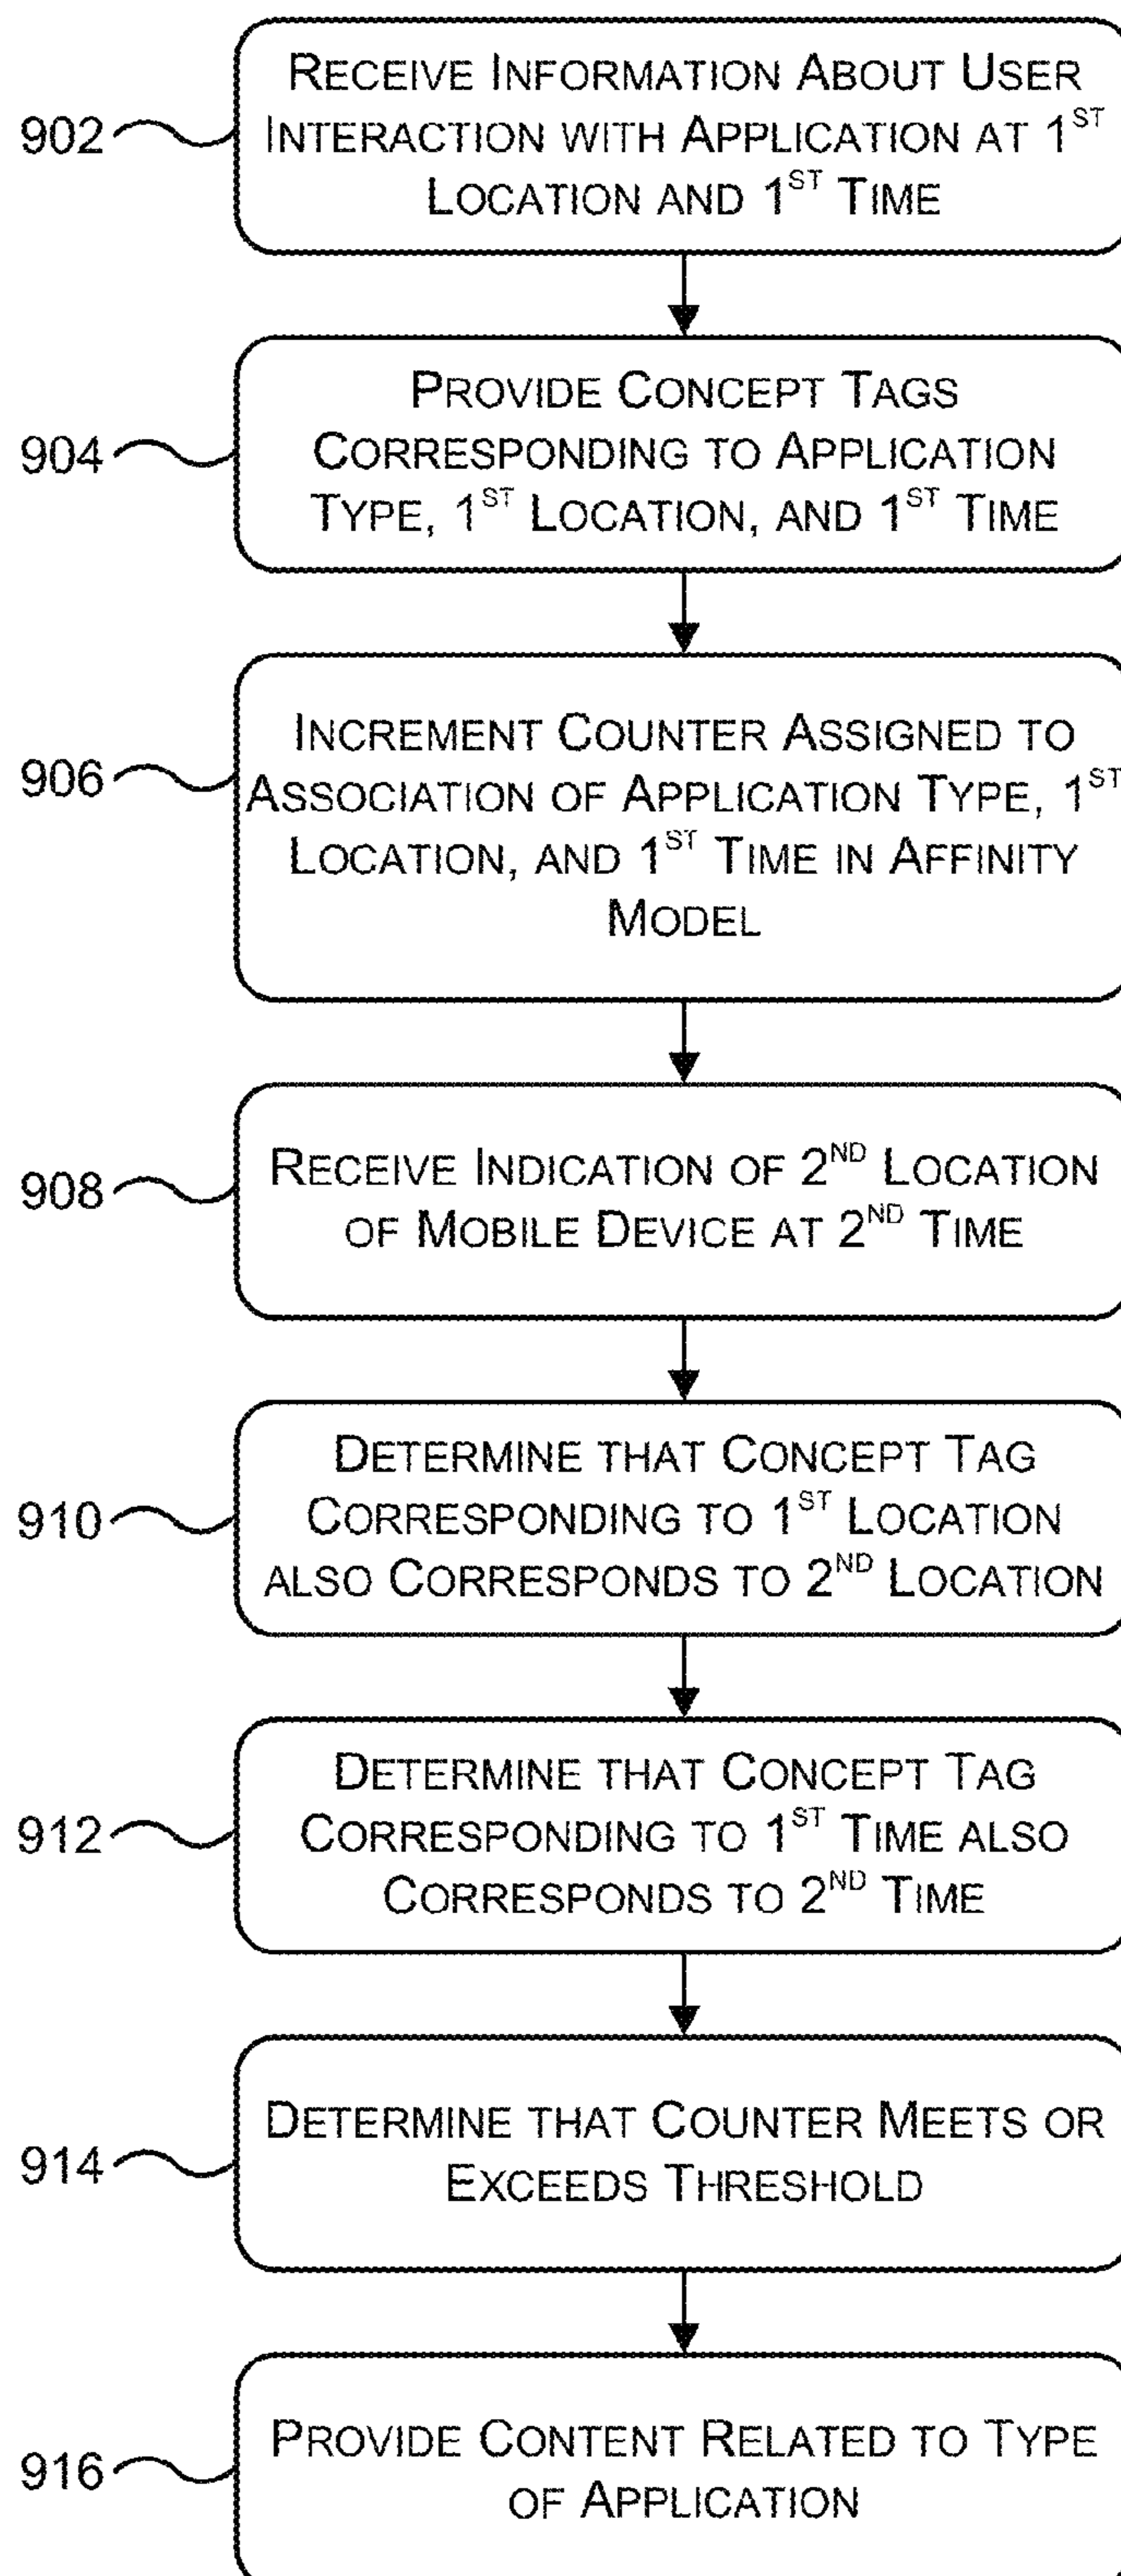 902
RECEIVE INFORMATION ABOUT USER
INTERACTION WITH APPLICATION AT 1ST
LOCATION AND 1ST TIME
904
PROVIDE CONCEPT TAGS
CORRESPONDING TO APPLICATION
TYPE, 1ST LOCATION, AND 1ST TIME
906
INCREMENT COUNTER ASSIGNED TO
ASSOCIATION OF APPLICATION TYPE, 1ST
LOCATION, AND 1ST TIME IN AFFINITY
MODEL
908
RECEIVE INDICATION OF 2ND LOCATION
OF MOBILE DEVICE AT 2ND TIME
910
DETERMINE THAT CONCEPT TAG
CORRESPONDING TO 1ST LOCATION
ALSO CORRESPONDS TO 2ND LOCATION
912
DETERMINE THAT CONCEPT TAG
CORRESPONDING TO 1ST TIME ALSO
CORRESPONDS TO 2ND TIME
914
DETERMINE THAT COUNTER MEETS OR
EXCEEDS THRESHOLD
916
PROVIDE CONTENT RELATED TO TYPE
OF APPLICATION